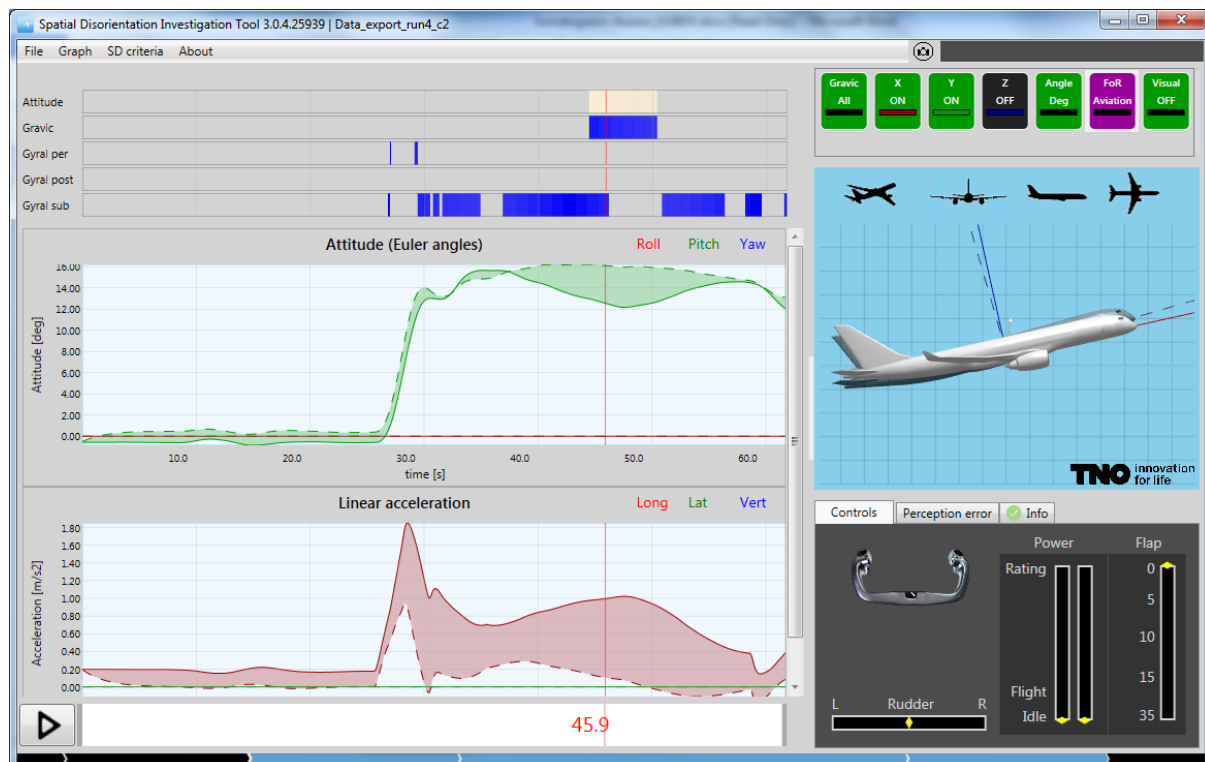 Spatial Disorientation Investigation Tool 3.0.4.25939 | Data_export_run4_c2
File Graph SD criteria About
Attitude
Gravic
Gyral per
Gyral post
Gyral sub
Gravic All
X ON
Y ON
Z OFF
Angle Deg
FoR Aviation
Visual OFF
Attitude (Euler angles) Roll Pitch Yaw
16.00
14.00
12.00
10.00
8.00
6.00
4.00
2.00
0.00
Attitude [deg]
10.0 20.0 30.0 40.0 50.0 60.0
time [s]
Linear acceleration Long Lat Vert
1.80
1.60
1.40
1.20
1.00
0.80
0.60
0.40
0.20
0.00
Acceleration [m/s2]
45.9
TNO innovation
for life
Controls Perception error Info
Power Flap
Rating
Flight
Idle
0
5
10
15
35
L Rudder R